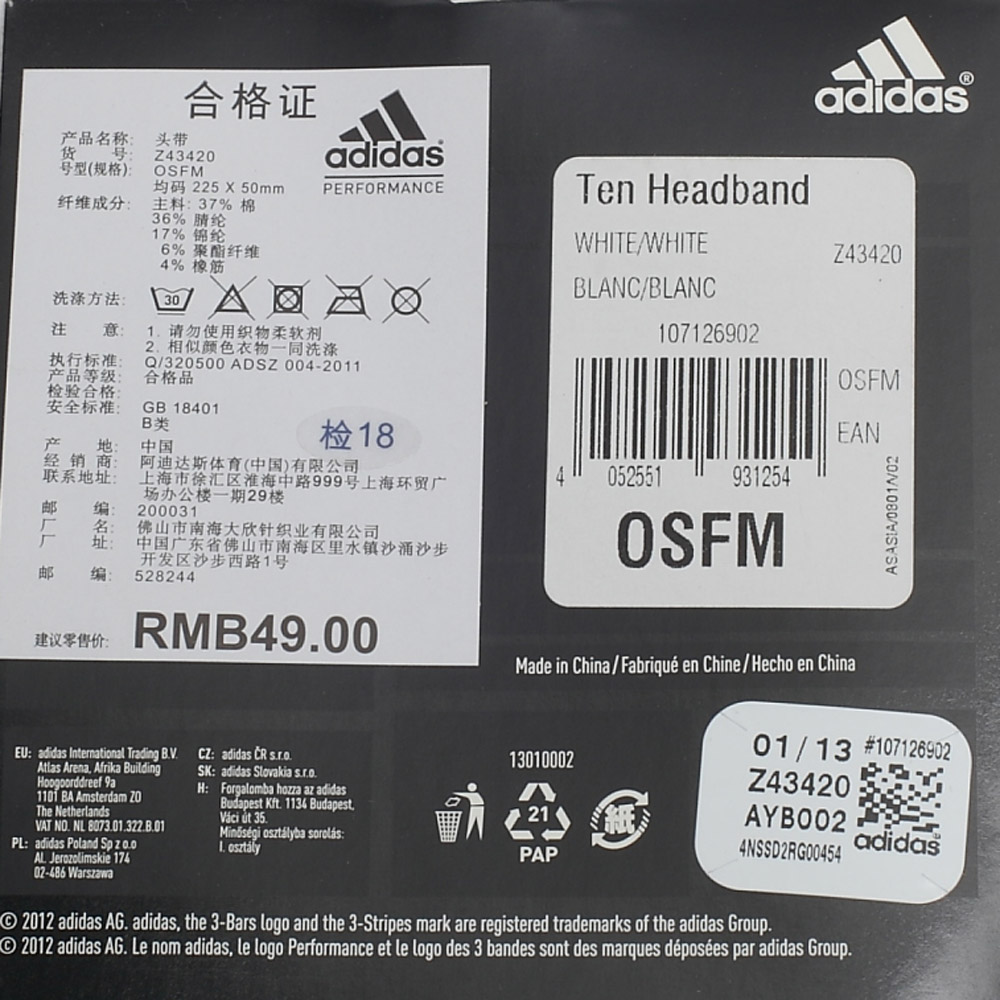 合格证
adidas
PERFORMANCE
产品名称: 头带
货 号: Z43420
号型(规格): OSFM
均码 225 X 50mm
纤维成分: 主料: 37% 棉
36% 腈纶
17% 锦纶
6% 聚酯纤维
4% 橡筋
洗涤方法: 30
注 意: 1. 请勿使用织物柔软剂
2. 相似颜色衣物一同洗涤
执行标准: Q/320500 ADSZ 004-2011
产品等级: 合格品
检验合格:
安全标准: GB 18401
B类
检18
产 地: 中国
经 销 商: 阿迪达斯体育(中国)有限公司
联系地址: 上海市徐汇区淮海中路999号上海环贸广
场办公楼一期29楼
邮 编: 200031
厂 名: 佛山市南海大欣针织业有限公司
厂 址: 中国广东省佛山市南海区里水镇沙涌沙步
开发区沙步西路1号
邮 编: 528244
建议零售价: RMB49.00
adidas®
Ten Headband
WHITE/WHITE Z43420
BLANC/BLANC
107126902
OSFM
EAN
4 052551 931254
OSFM
ASASIA/0801/V02
Made in China/Fabriqué en Chine/Hecho en China
EU: adidas International Trading B.V.
Atlas Arena, Afrika Building
Hoogoorddreef 9a
1101 BA Amsterdam ZO
The Netherlands
VAT NO. NL 8073.01.322.B.01
PL: adidas Poland Sp z o.o
Al. Jerozolimskie 174
02-486 Warszawa
CZ: adidas ČR s.r.o.
SK: adidas Slovakia s.r.o.
H: Forgalomba hozza az adidas
Budapest Kft. 1134 Budapest,
Váci út 35.
Minőségi osztályba sorolás:
I. osztály
13010002
21
PAP
紙
01/13 #107126902
Z43420
AYB002
adidas
4NSSD2RG00454
© 2012 adidas AG. adidas, the 3-Bars logo and the 3-Stripes mark are registered trademarks of the adidas Group.
© 2012 adidas AG. Le nom adidas, le logo Performance et le logo des 3 bandes sont des marques déposées par adidas Group.